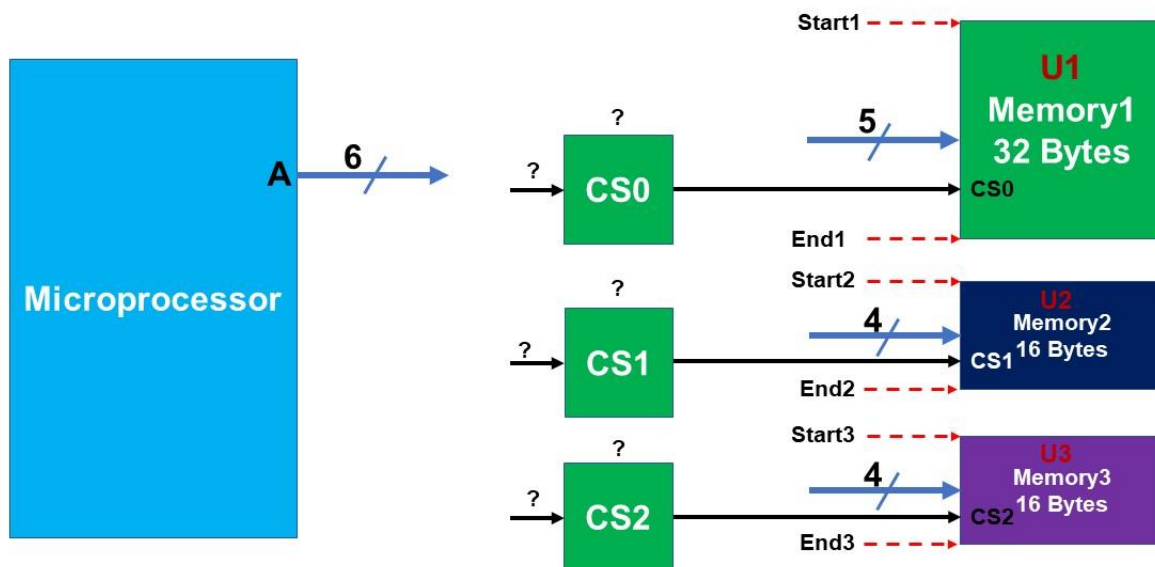 Microprocessor
A
6
?
?
CS0
?
?
CS1
?
?
CS2
Start1
5
End1
Start2
4
End2
Start3
4
End3
U1
Memory1
32 Bytes
CS0
U2
Memory2
16 Bytes
CS1
U3
Memory3
16 Bytes
CS2